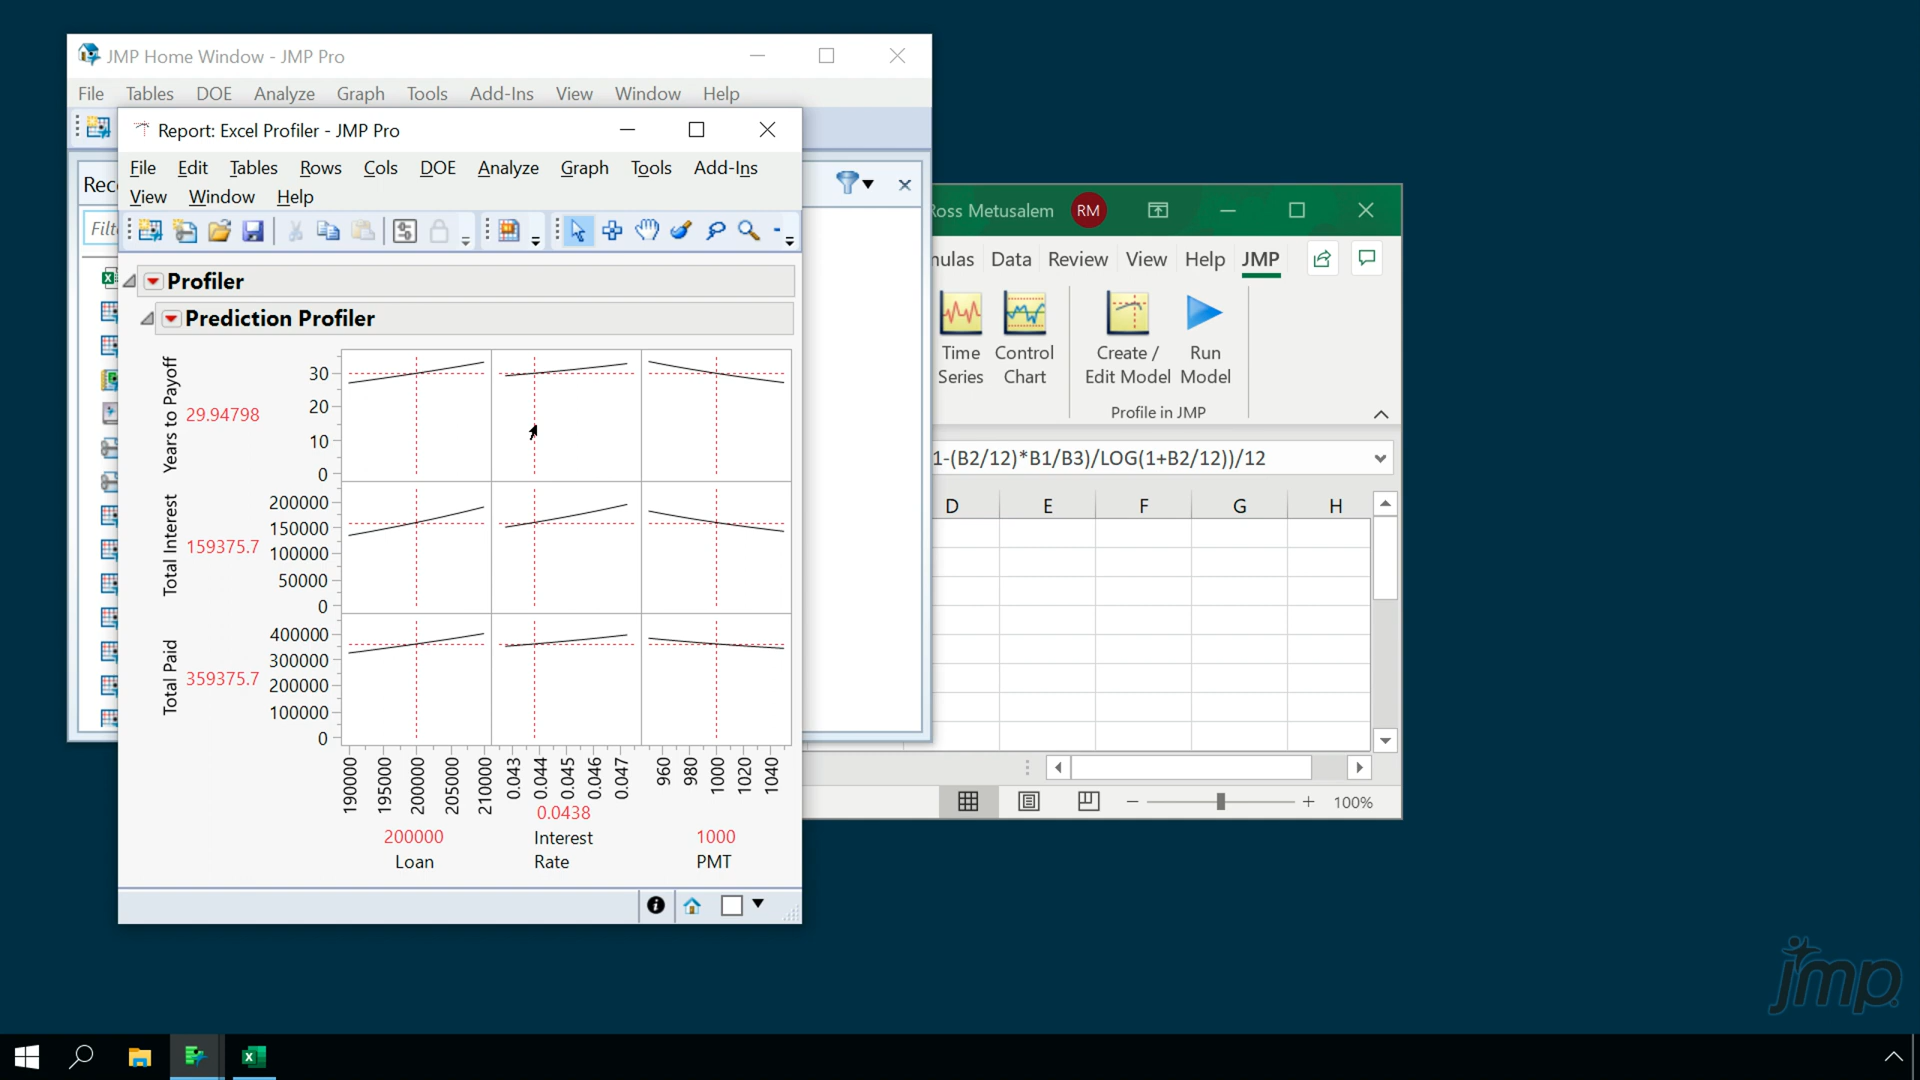 JMP Home Window - JMP Pro
File Tables DOE Analyze Graph Tools Add-Ins View Window Help
Report: Excel Profiler - JMP Pro
File Edit Tables Rows Cols DOE Analyze Graph Tools Add-Ins
View Window Help
Rec
Filt
Profiler
Prediction Profiler
Years to Payoff
29.94798
30
20
10
0
Total Interest
159375.7
200000
150000
100000
50000
0
Total Paid
359375.7
400000
300000
200000
100000
0
190000 195000 200000 205000 210000 0.043 0.044 0.045 0.046 0.047 960 980 1000 1020 1040
0.0438
200000 Interest 1000
Loan Rate PMT
Ross Metusalem RM
nulas Data Review View Help JMP
Time Series
Control Chart
Create / Edit Model
Run Model
Profile in JMP
1-(B2/12)*B1/B3)/LOG(1+B2/12))/12
D E F G H
100%
jmp